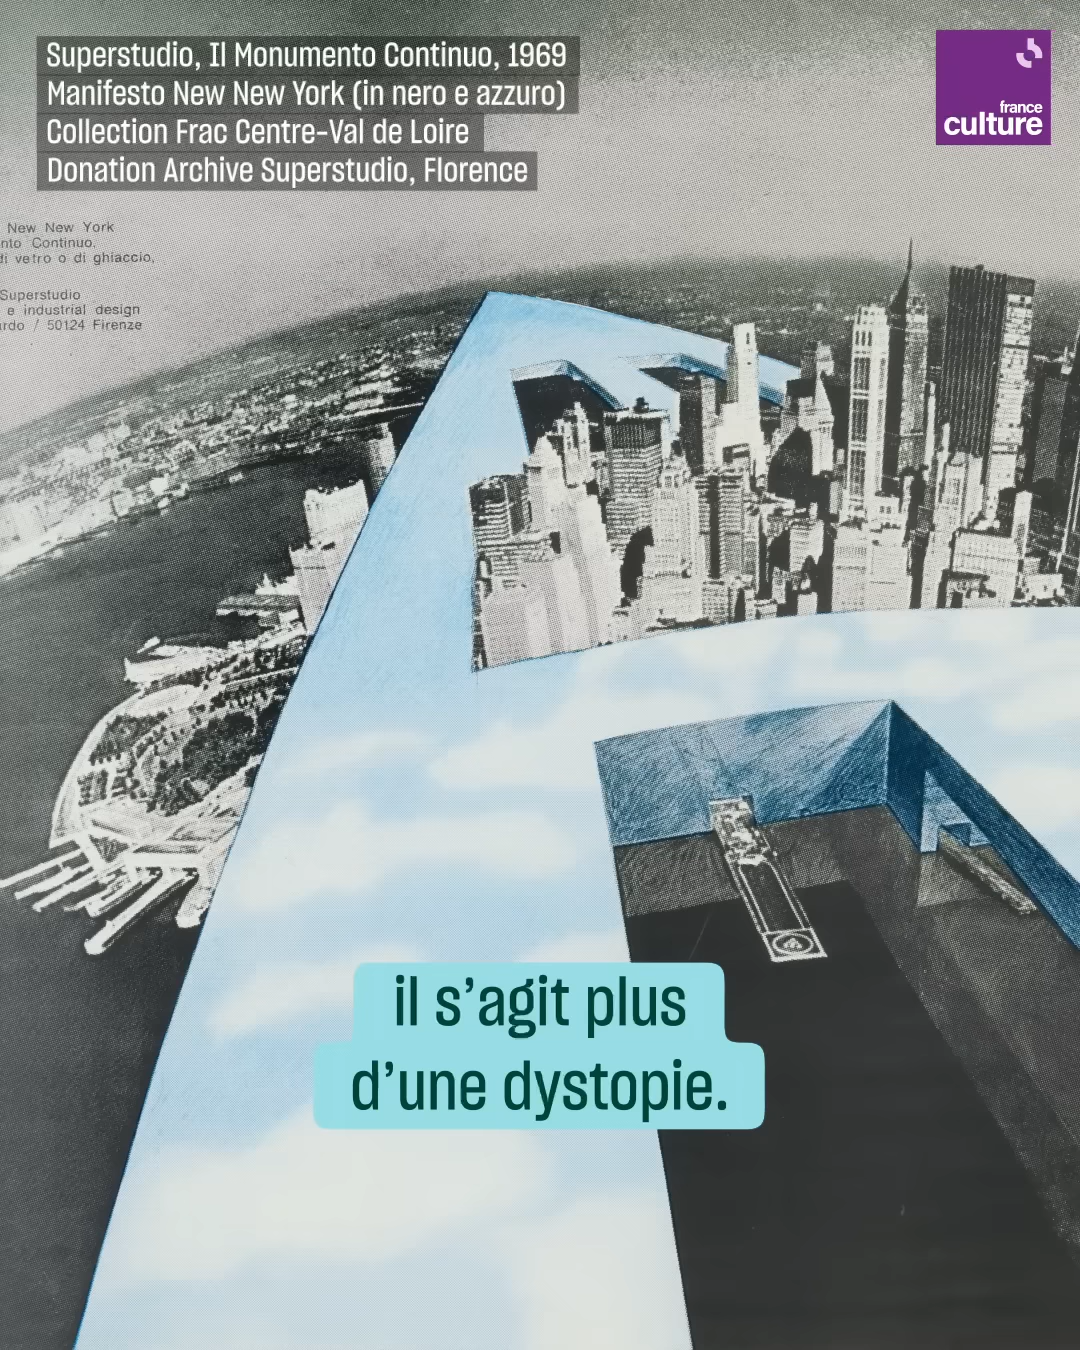 Superstudio, Il Monumento Continuo, 1969
Manifesto New New York (in nero e azzuro)
Collection Frac Centre-Val de Loire
Donation Archive Superstudio, Florence
france
culture
New New York
nto Continuo.
di vetro o di ghiaccio,
Superstudio
e industrial design
rdo / 50124 Firenze
il s’agit plus
d’une dystopie.